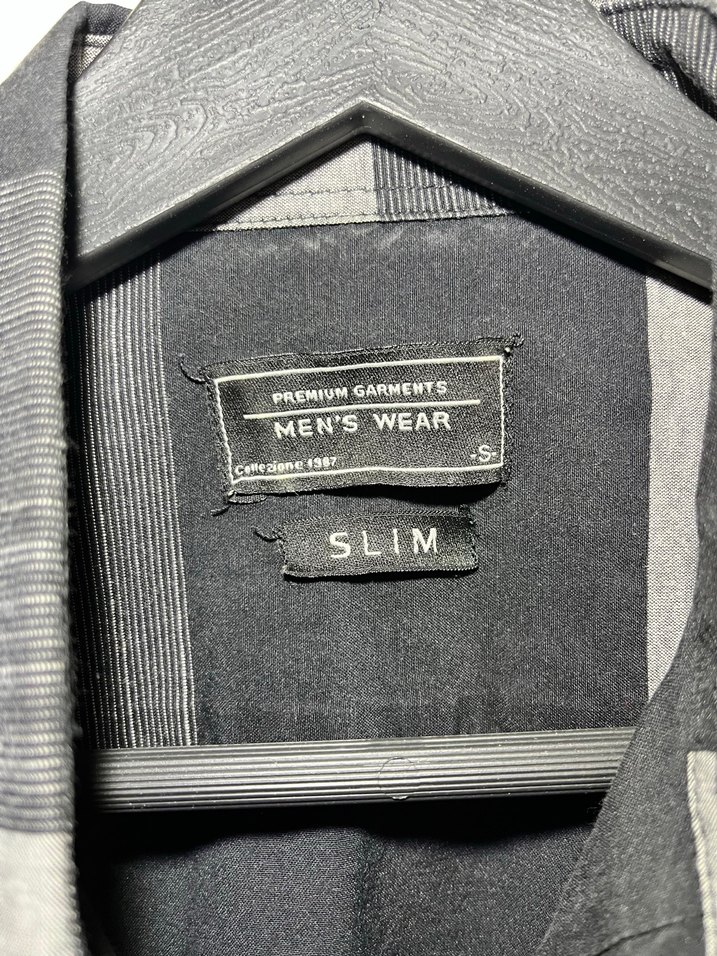 PREMIUM GARMENTS
MEN'S WEAR
Collezione 1987
-S-
SLIM